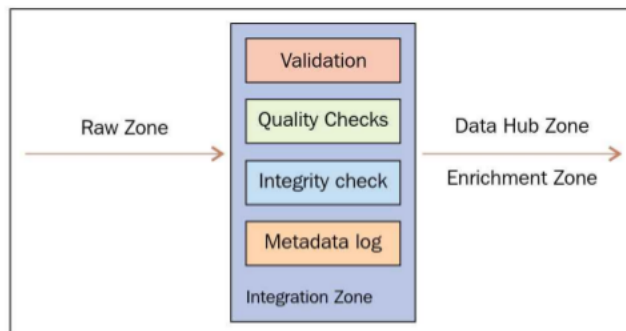 Raw Zone
Validation
Quality Checks
Integrity check
Metadata log
Integration Zone
Data Hub Zone
Enrichment Zone